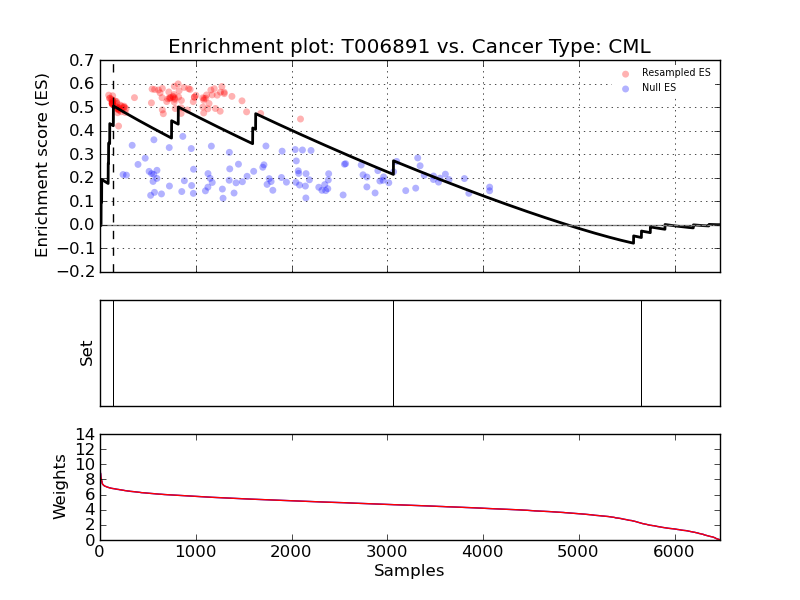 Enrichment plot: T006891 vs. Cancer Type: CML
Enrichment score (ES)
0.7
0.6
0.5
0.4
0.3
0.2
0.1
0.0
−0.1
−0.2
Resampled ES
Null ES
Set
Weights
14
12
10
8
6
4
2
0
0 1000 2000 3000 4000 5000 6000
Samples